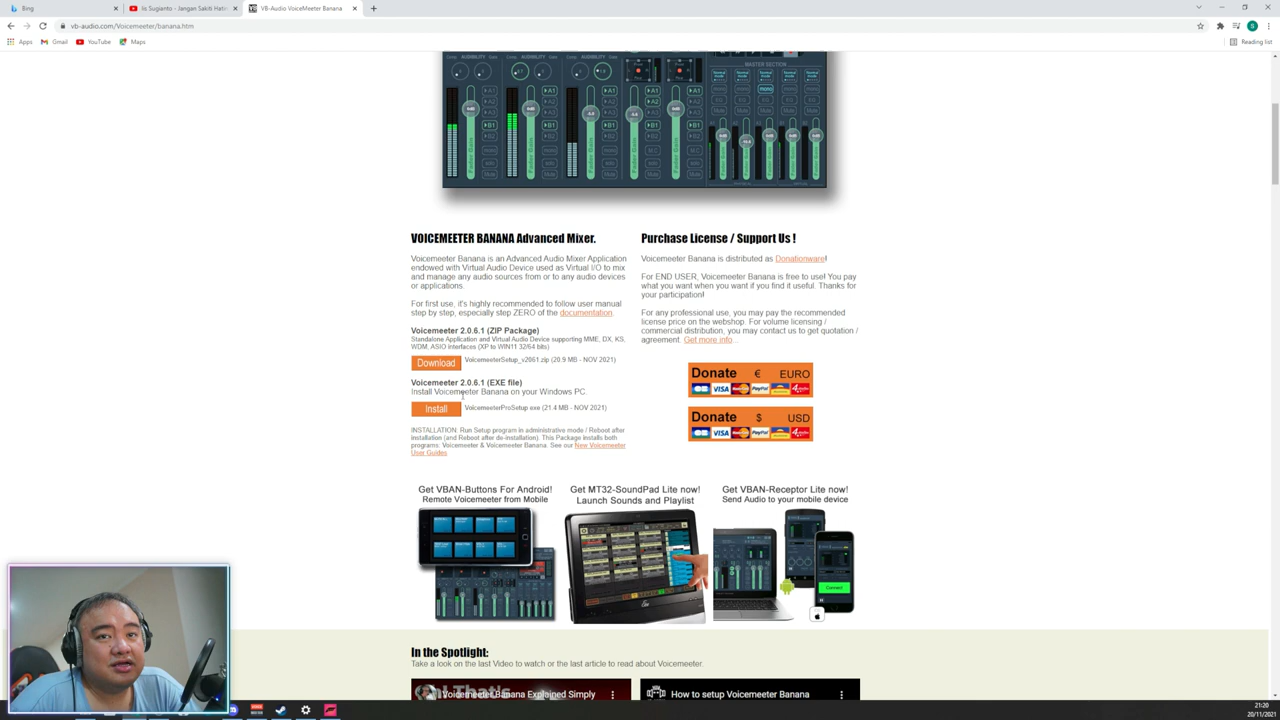 Bing
Jic Sugianto - Jangan Sakiti Hatik
VB-Audio VoiceMeeter Banana
vb-audio.com/Voicemeeter/banana.htm
Apps
Gmail
YouTube
Maps
Reading list
MASTER SECTION
VOICEMEETER BANANA Advanced Mixer.
Voicemeeter Banana is an Advanced Audio Mixer Application
endowed with Virtual Audio Device used as Virtual I/O to mix
and manage any audio sources from or to any audio devices
or applications.
For first use, it's highly recommended to follow user manual
step by step, especially step ZERO of the documentation.
Voicemeeter 2.0.6.1 (ZIP Package)
Standalone Application and Virtual Audio Device supporting MME, DX, KS,
WDM, ASIO Interfaces (XP to WIN11 32/64 bits)
Download
VoicemeeterSetup_v2061.zip (20.9 MB - NOV 2021)
Voicemeeter 2.0.6.1 (EXE file)
Install Voicemeeter Banana on your Windows PC.
Install
VoicemeeterProSetup.exe (21.4 MB - NOV 2021)
INSTALLATION: Run Setup program in administrative mode / Reboot after
installation (and Reboot after de-installation). This Package installs both
programs: Voicemeeter & Voicemeeter Banana. See our New Voicemeeter
User Guides
Purchase License / Support Us !
Voicemeeter Banana is distributed as Donationware!
For END USER, Voicemeeter Banana is free to use! You pay
what you want when you want if you find it useful. Thanks for
your participation!
For any professional use, you may pay the recommended
license price on the webshop. For volume licensing /
commercial distribution, you may contact us to get quotation /
agreement. Get more info...
Donate € EURO
VISA PayPal
Donate $ USD
VISA PayPal
Get VBAN-Buttons For Android!
Remote Voicemeeter from Mobile
Get MT32-SoundPad Lite now!
Launch Sounds and Playlist
Get VBAN-Receptor Lite now!
Send Audio to your mobile device
Connect
In the Spotlight:
Take a look on the last Video to watch or the last article to read about Voicemeeter.
Voicemeeter Banana Explained Simply
How to setup Voicemeeter Banana
21:20
20/11/2021